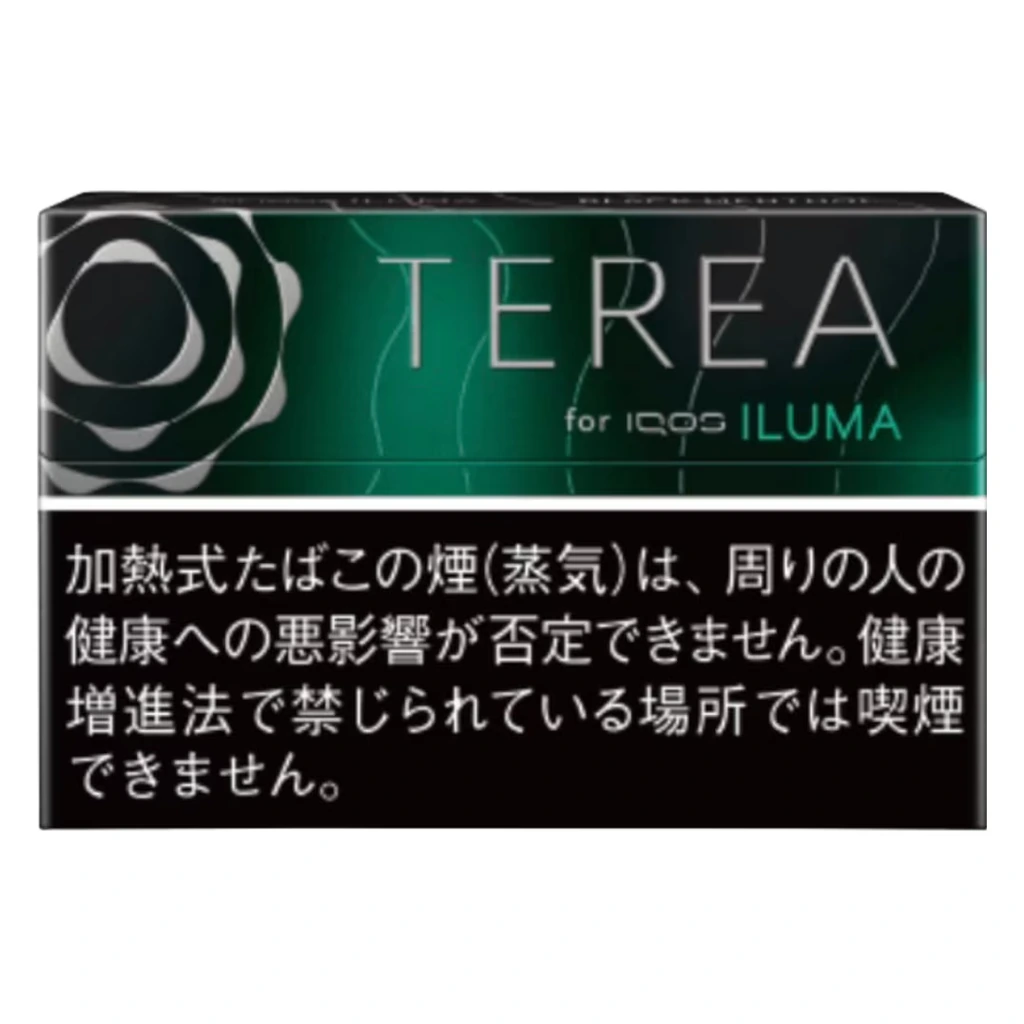 ILUMA BLACK MENTHOL
TEREA
for IQOS ILUMA
加熱式たばこの煙(蒸気)は、周りの人の
健康への悪影響が否定できません。健康
増進法で禁じられている場所では喫煙
できません。